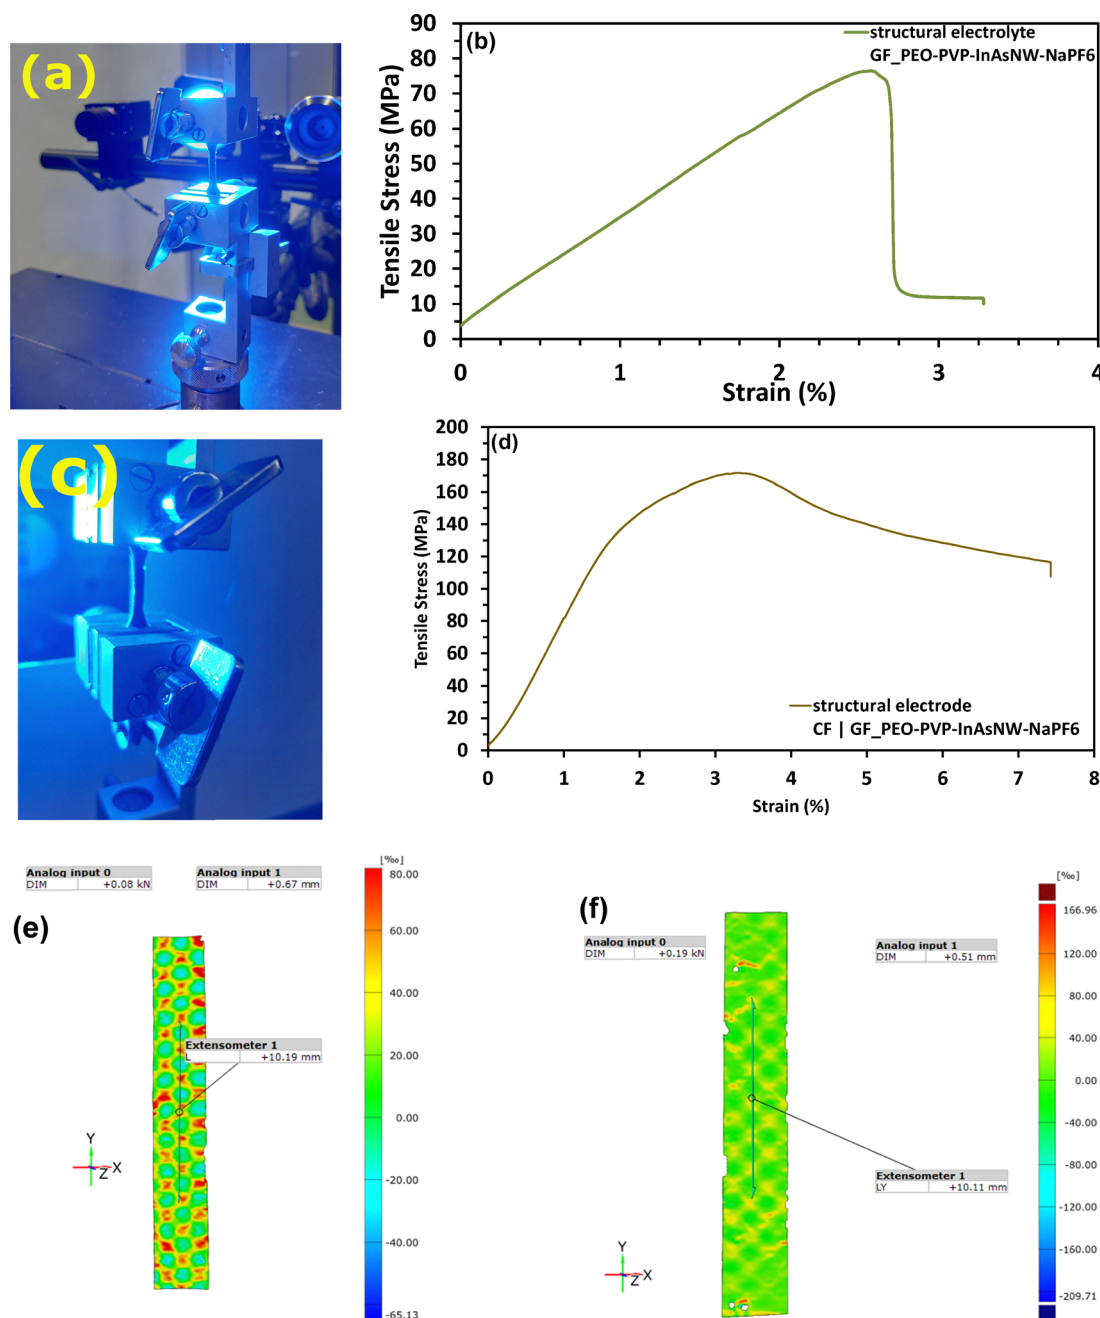 (a)
(b)
structural electrolyte
GF_PEO-PVP-InAsNW-NaPF6
Tensile Stress (MPa)
90
80
70
60
50
40
30
20
10
0
0 1 2 3 4
Strain (%)
(c)
(d)
Tensile Stress (MPa)
200
180
160
140
120
100
80
60
40
20
0
structural electrode
CF | GF_PEO-PVP-InAsNW-NaPF6
0 1 2 3 4 5 6 7 8
Strain (%)
(e)
Analog input 0
DIM +0.08 kN
Analog input 1
DIM +0.67 mm
[‰]
80.00
60.00
40.00
20.00
0.00
-20.00
-40.00
-65.13
Extensometer 1
L +10.19 mm
Y
Z X
(f)
Analog input 0
DIM +0.19 kN
Analog input 1
DIM +0.51 mm
[‰]
166.96
120.00
80.00
40.00
0.00
-40.00
-80.00
-120.00
-160.00
-209.71
Extensometer 1
LY +10.11 mm
Y
Z X